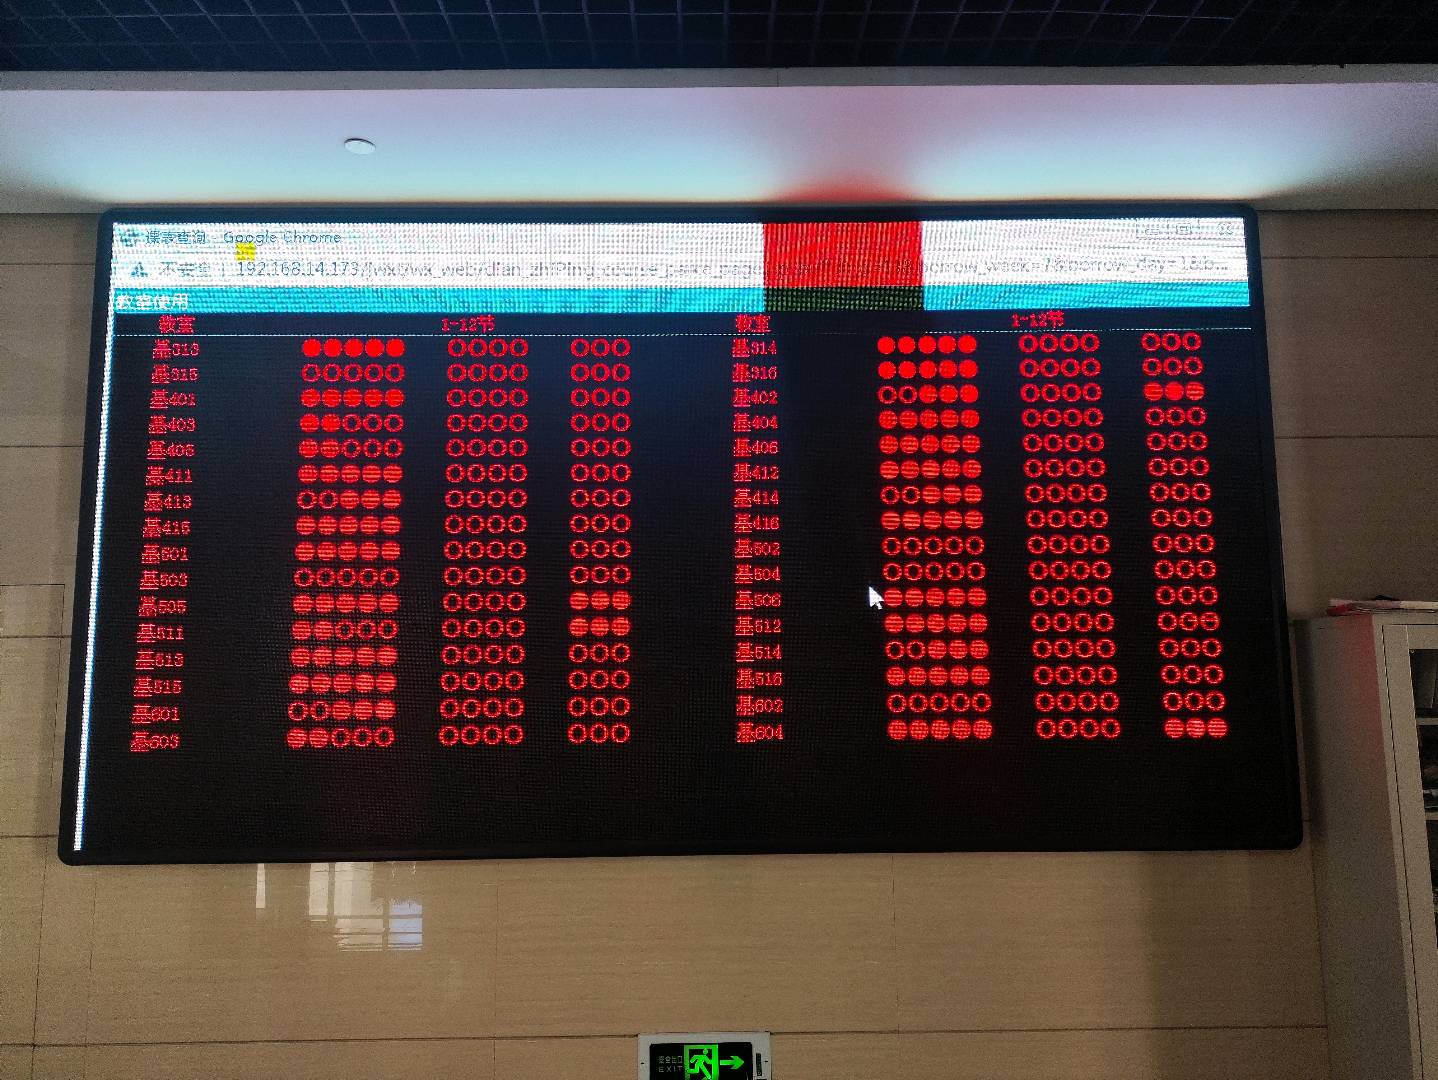 课表查询 - Google Chrome
不安全 | 192.168.14.173/jwxt/wx_web/dian_zhiPing_course_
教室使用
教室 1-12节 教室 1-12节
基313 ●●●●● ○○○○ ○○○ 基314 ●●●●● ○○○○ ○○○
基315 ○○○○○ ○○○○ ○○○ 基316 ●●●●● ○○○○ ○○○
基401 ●●●●● ○○○○ ○○○ 基402 ○○●●● ○○○○ ●●●
基403 ●●○○○ ○○○○ ○○○ 基404 ●●●●● ○○○○ ○○○
基405 ●●○○○ ○○○○ ○○○ 基406 ●●●●● ○○○○ ○○○
基411 ●●●●● ○○○○ ○○○ 基412 ●●●●● ○○○○ ○○○
基413 ○○●●● ○○○○ ○○○ 基414 ○○●●● ○○○○ ○○○
基415 ●●●●● ○○○○ ○○○ 基416 ●●●●● ○○○○ ○○○
基501 ●●●●● ○○○○ ○○○ 基502 ○○○○○ ○○○○ ○○○
基503 ○○○○○ ○○○○ ○○○ 基504 ○○○○○ ○○○○ ○○○
基505 ●●●●● ○○○○ ●●● 基506 ●●●●● ○○○○ ○○○
基511 ●●○○○ ○○○○ ●●● 基512 ●●●●● ○○○○ ○○○
基513 ●●●●● ○○○○ ○○○ 基514 ○○●●● ○○○○ ○○○
基515 ●●●●● ○○○○ ○○○ 基516 ●●●●● ○○○○ ○○○
基601 ○○●●● ○○○○ ○○○ 基602 ○○○○○ ○○○○ ○○○
基603 ●●○○○ ○○○○ ○○○ 基604 ●●●●● ○○○○ ●●●
安全出口
EXIT